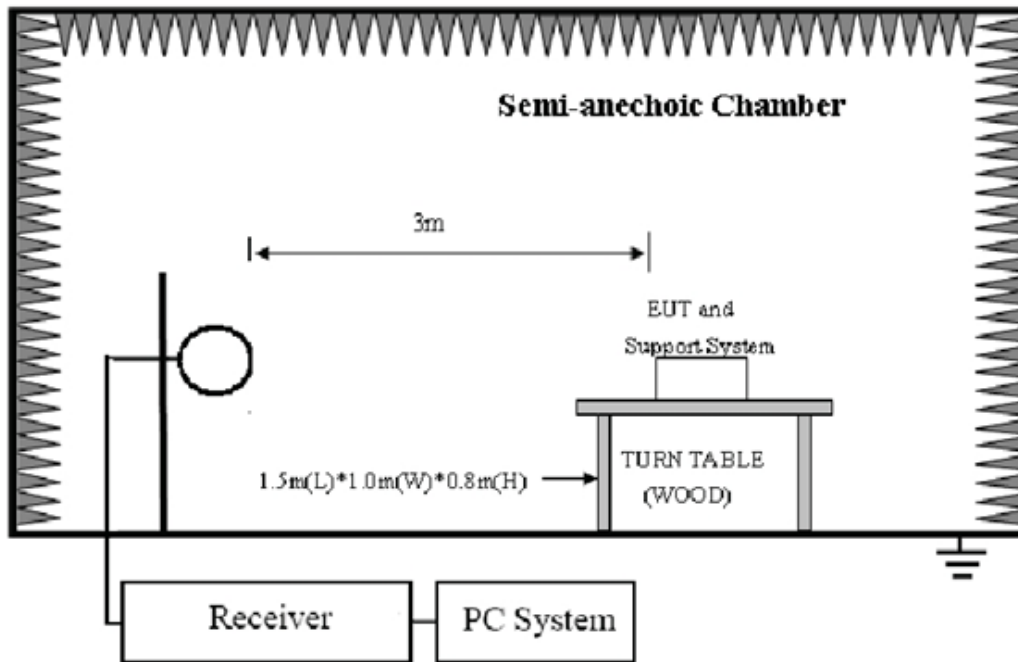 Semi-anechoic Chamber
3m
EUT and
Support System
1.5m(L)*1.0m(W)*0.8m(H)
TURN TABLE
(WOOD)
Receiver
PC System